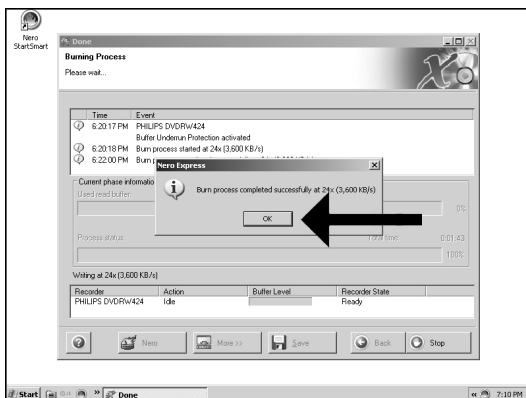 Nero
StartSmart
Done
Burning Process
Please wait...
Time Event
6:20:17 PM PHILIPS DVDRW424
Buffer Underrun Protection activated
6:20:18 PM Burn process started at 24x (3,600 KB/s)
6:22:00 PM Burn
Nero Express
Burn process completed successfully at 24x (3,600 KB/s)
OK
Current phase information
Used read buffer:
0%
Process status: Total time: 0:01:43
100%
Writing at 24x (3,600 KB/s)
Recorder Action Buffer Level Recorder State
PHILIPS DVDRW424 Idle Ready
Nero More >> Save Back Stop
Start Done 7:10 PM